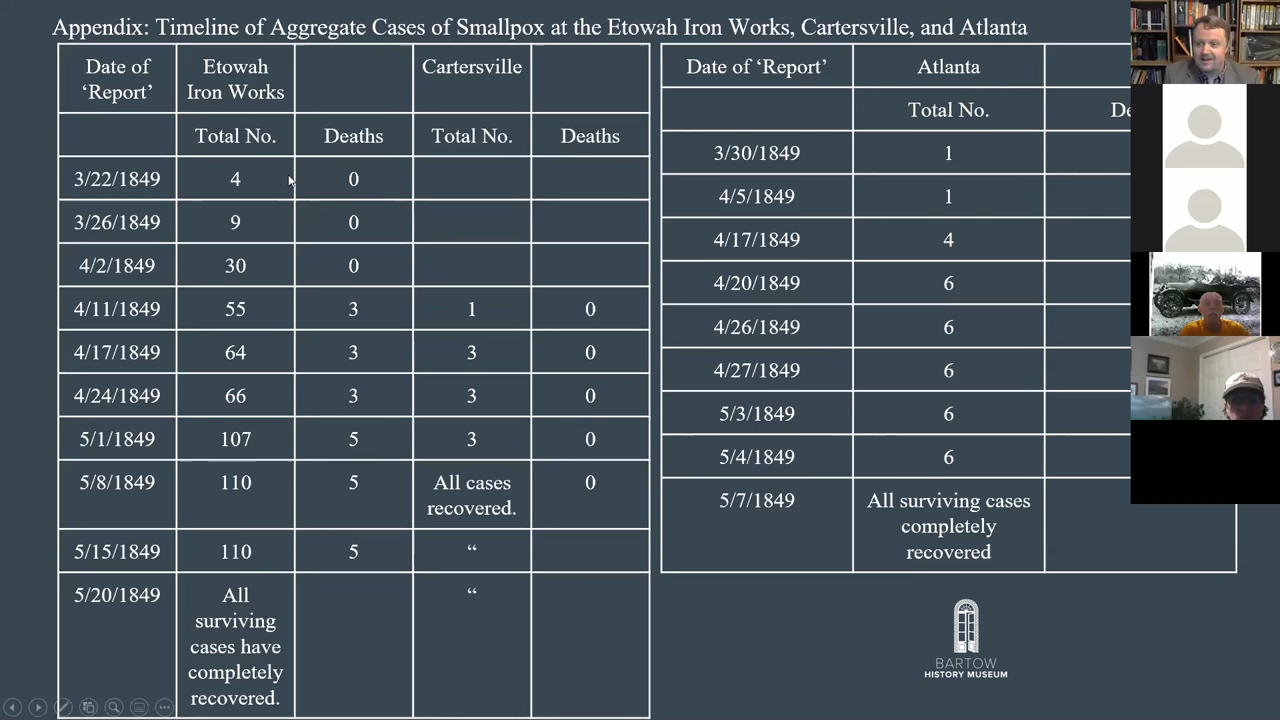 Appendix: Timeline of Aggregate Cases of Smallpox at the Etowah Iron Works, Cartersville, and Atlanta
Date of ‘Report’ Etowah Iron Works Cartersville
Total No. Deaths Total No. Deaths
3/22/1849 4 0
3/26/1849 9 0
4/2/1849 30 0
4/11/1849 55 3 1 0
4/17/1849 64 3 3 0
4/24/1849 66 3 3 0
5/1/1849 107 5 3 0
5/8/1849 110 5 All cases recovered. 0
5/15/1849 110 5 “
5/20/1849 All surviving cases have completely recovered. “
Date of ‘Report’ Atlanta
Total No. De
3/30/1849 1
4/5/1849 1
4/17/1849 4
4/20/1849 6
4/26/1849 6
4/27/1849 6
5/3/1849 6
5/4/1849 6
5/7/1849 All surviving cases completely recovered
BARTOW
HISTORY MUSEUM